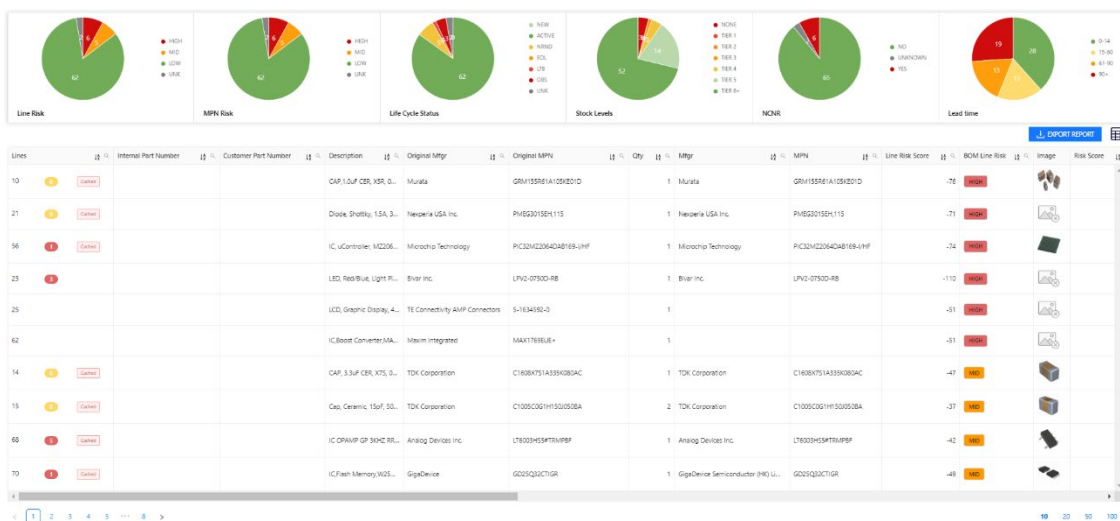 2 6 5 62
HIGH
MID
LOW
UNK
Line Risk
2 6 5 62
HIGH
MID
LOW
UNK
MPN Risk
62
NEW
ACTIVE
NRND
EOL
LTB
OBS
UNK
Life Cycle Status
14
52
NONE
TIER 1
TIER 2
TIER 3
TIER 4
TIER 5
TIER 6+
Stock Levels
6
65
NO
UNKNOWN
YES
NCNR
19 28
13
0-14
15-60
61-90
90+
Lead time
EXPORT REPORT
Lines Internal Part Number Customer Part Number Description Original Mfgr Original MPN Qty Mfgr MPN Line Risk Score BOM Line Risk Image Risk Score
10 CAP,1.0uF CER, X5R, 0... Murata GRM155R61A105KE01D 1 Murata GRM155R61A105KE01D -76 HIGH
21 Diode, Shottky, 1.5A, 3... Nexperia USA Inc. PMEG3015EH,115 1 Nexperia USA Inc. PMEG3015EH,115 -71 HIGH
56 IC, uController, MZ206... Microchip Technology PIC32MZ2064DAB169-I/HF 1 Microchip Technology PIC32MZ2064DAB169-I/HF -74 HIGH
23 LED, Red/Blue, Light Pi... Bivar Inc. LPV2-0750D-RB 1 Bivar Inc. LPV2-0750D-RB -110 HIGH
25 LCD, Graphic Display, 4... TE Connectivity AMP Connectors 5-1634592-0 1 -51 HIGH
62 IC,Boost Converter,MA... Maxim Integrated MAX1769EUE+ 1 -51 HIGH
14 CAP, 3.3uF CER, X7S, 0... TDK Corporation C1608X7S1A335K080AC 1 TDK Corporation C1608X7S1A335K080AC -47 MID
15 Cap, Ceramic, 15pF, 50... TDK Corporation C1005C0G1H150J050BA 2 TDK Corporation C1005C0G1H150J050BA -37 MID
68 IC OPAMP GP 3KHZ RR... Analog Devices Inc. LT6003HS5#TRMPBF 1 Analog Devices Inc. LT6003HS5#TRMPBF -42 MID
70 IC,Flash Memory,W25... GigaDevice GD25Q32CTIGR 1 GigaDevice Semiconductor (HK) Li... GD25Q32CTIGR -49 MID
< 1 2 3 4 5 ··· 8 > 10 20 50 100